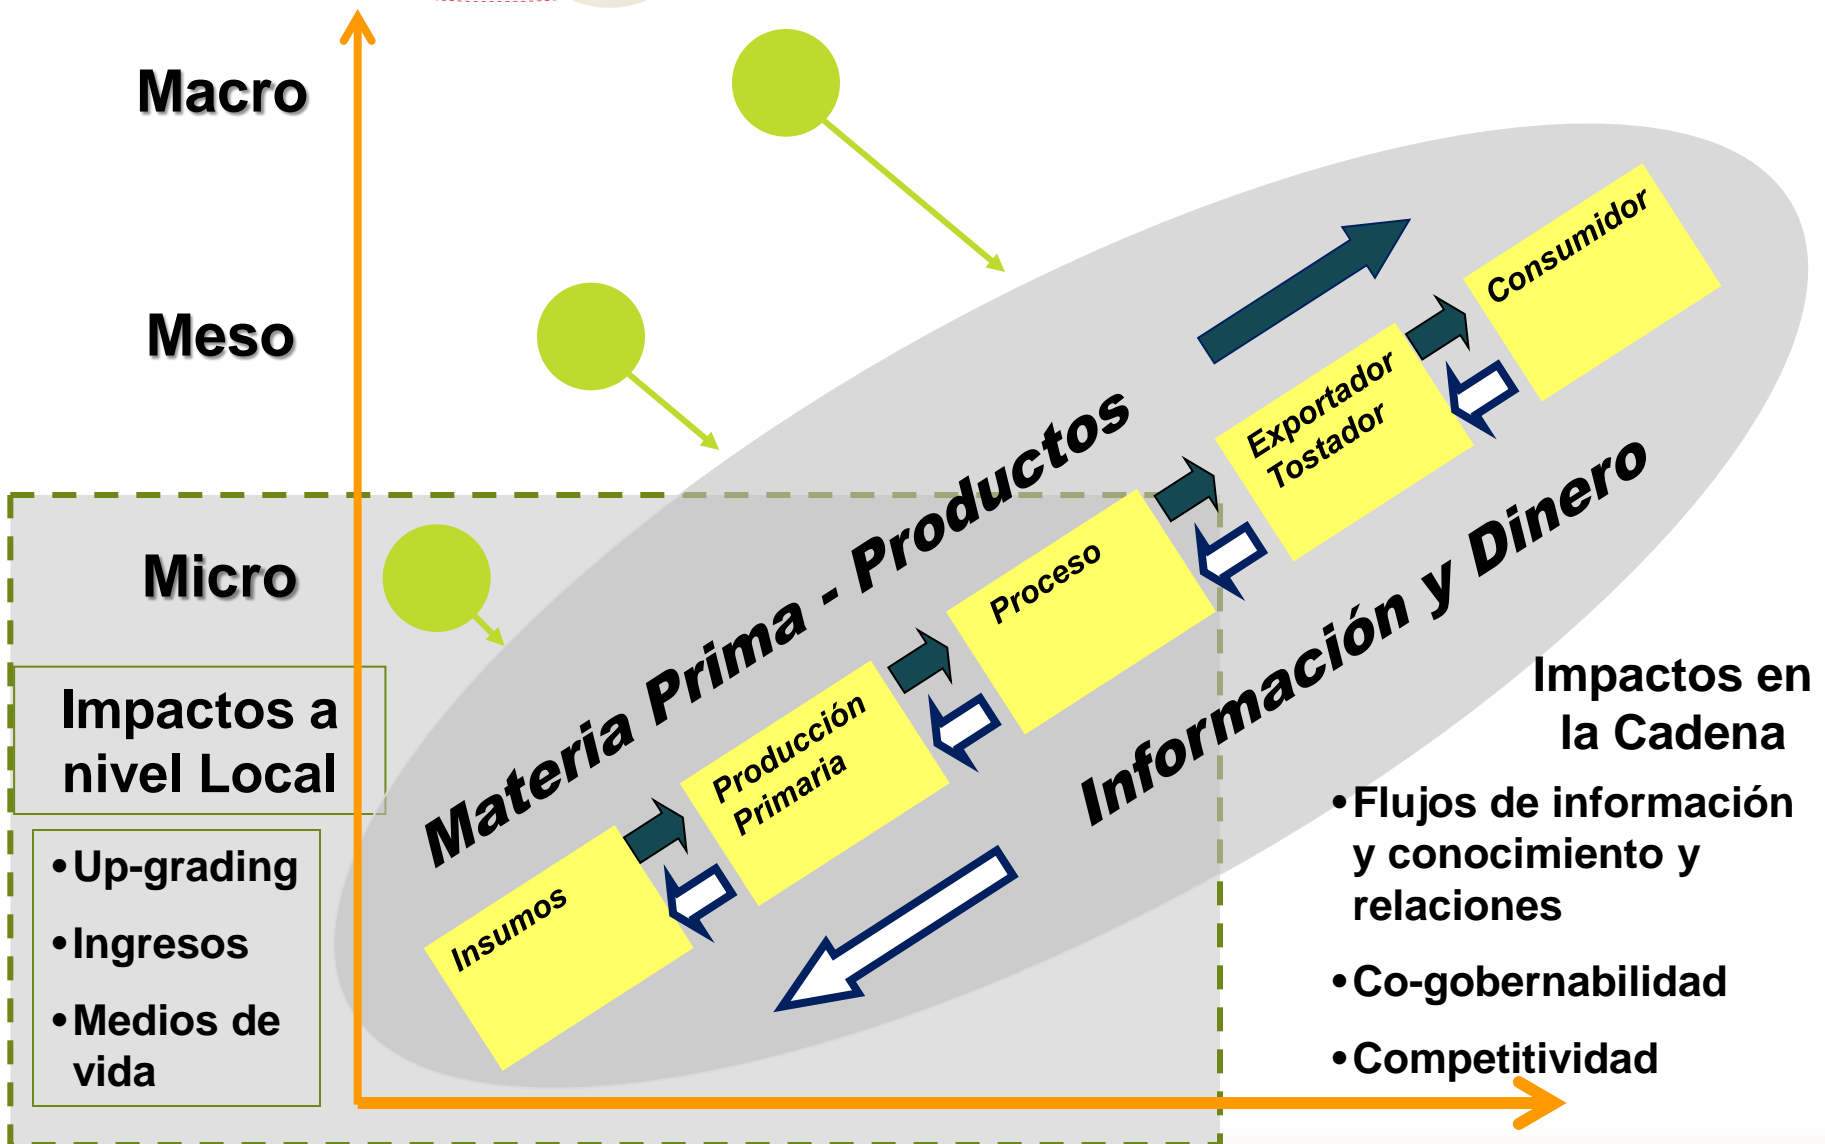 Macro
Meso
Micro
Impactos a
nivel Local
•Up-grading
•Ingresos
•Medios de
vida
Materia Prima - Productos
Información y Dinero
Insumos
Producción
Primaria
Proceso
Exportador
Tostador
Consumidor
Impactos en
la Cadena
•Flujos de información
y conocimiento y
relaciones
•Co-gobernabilidad
•Competitividad